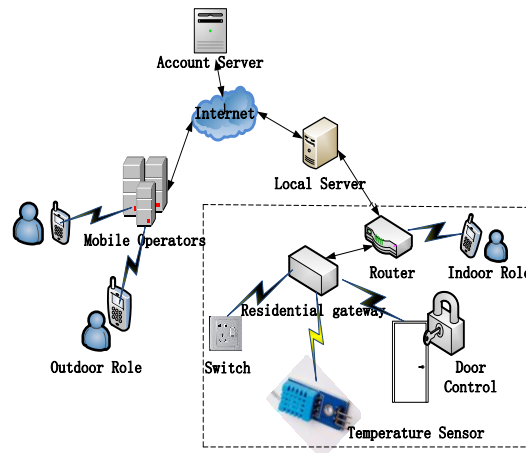 Account Server
Internet
Local Server
Mobile Operators
Router
Indoor Role
Residential gateway
Outdoor Role
Switch
Door
Control
Temperature Sensor